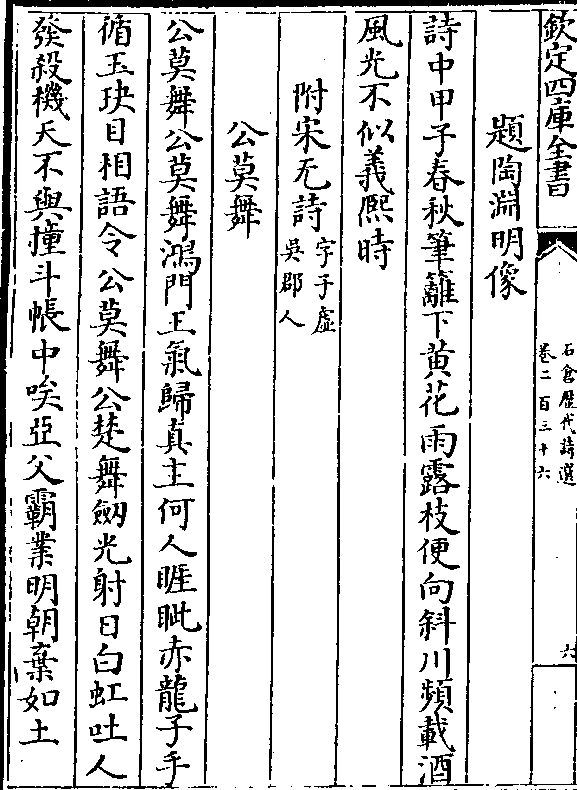 欽定四庫全書
石倉歷代詩選
卷二百三十六
六
題陶淵明像
詩中甲子春秋筆籬下黄花雨露枝便向斜川頻載酒
風光不似義熈時
附宋无詩
字子虚
吳郡人
公莫舞
公莫舞公莫舞鴻門王氣歸真主何人睚眦赤龍子手
循玉玦目相語令公莫舞公楚舞劒光射日白虹吐人
發殺機天不與撞斗帳中唉亞父霸業明朝棄如土